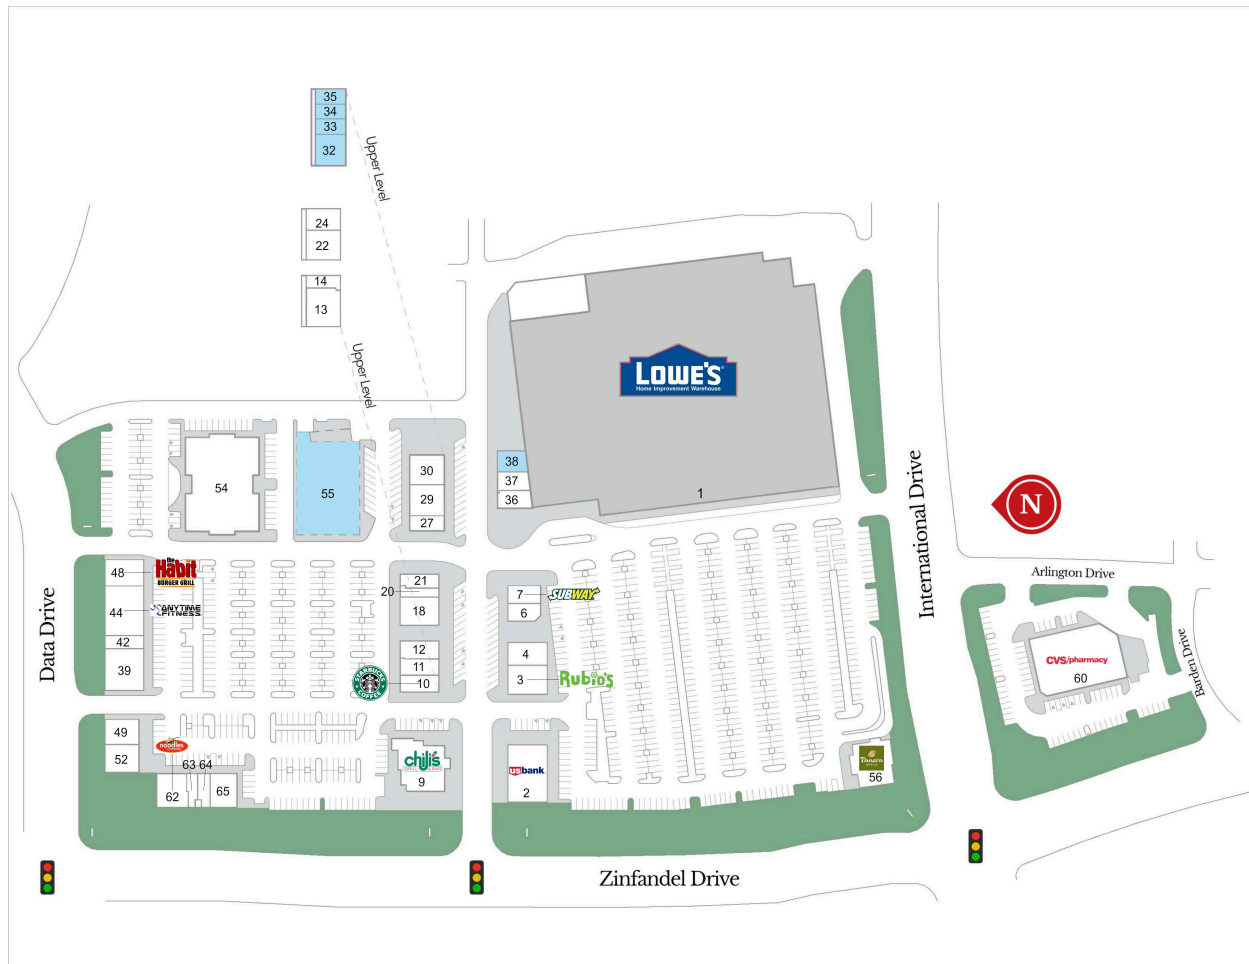 35
34
33
32
Upper Level
24
22
14
13
Upper Level
LOWE'S
Home Improvement Warehouse
38
37
36
1
30
29
27
54
55
International Drive
N
Arlington Drive
Barden Drive
CVS/pharmacy
60
Data Drive
48
the
Habit
BURGER GRILL
44
ANYTIME
FITNESS
42
39
21
20
18
12
11
10
STARBUCKS
COFFEE
7
SUBWAY
6
4
3
Rubio's
49
52
noodles
63
64
62
65
chili's
9
usbank
2
Panera
56
Zinfandel Drive